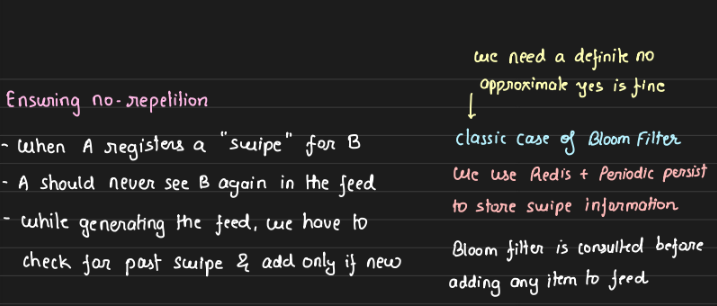 Ensuring no-repetition
- when A registers a "swipe" for B
- A should never see B again in the feed
- while generating the feed, we have to
check for past swipe & add only if new
we need a definite no
approximate yes is fine
classic case of Bloom Filter
we use Redis + Periodic persist
to store swipe information
Bloom filter is consulted before
adding any item to feed